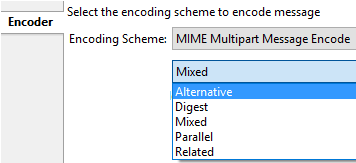 Select the encoding scheme to encode message
Encoder
Encoding Scheme: MIME Multipart Message Encode
Mixed
Alternative
Digest
Mixed
Parallel
Related